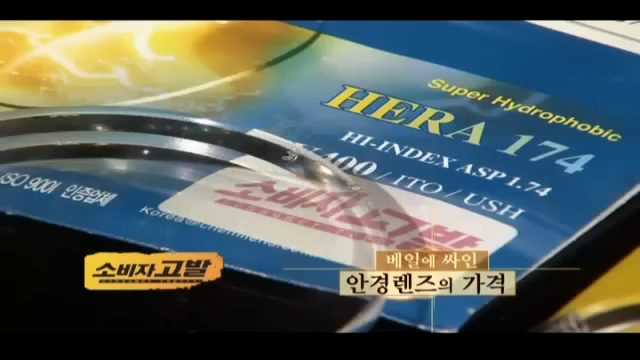 Super Hydrophobic
HERA 174
HI-INDEX ASP 1.74
400 / ITO / USH
ISO 9001 인증업체
소비자고발
소비자고발
베일에 싸인
안경렌즈의 가격